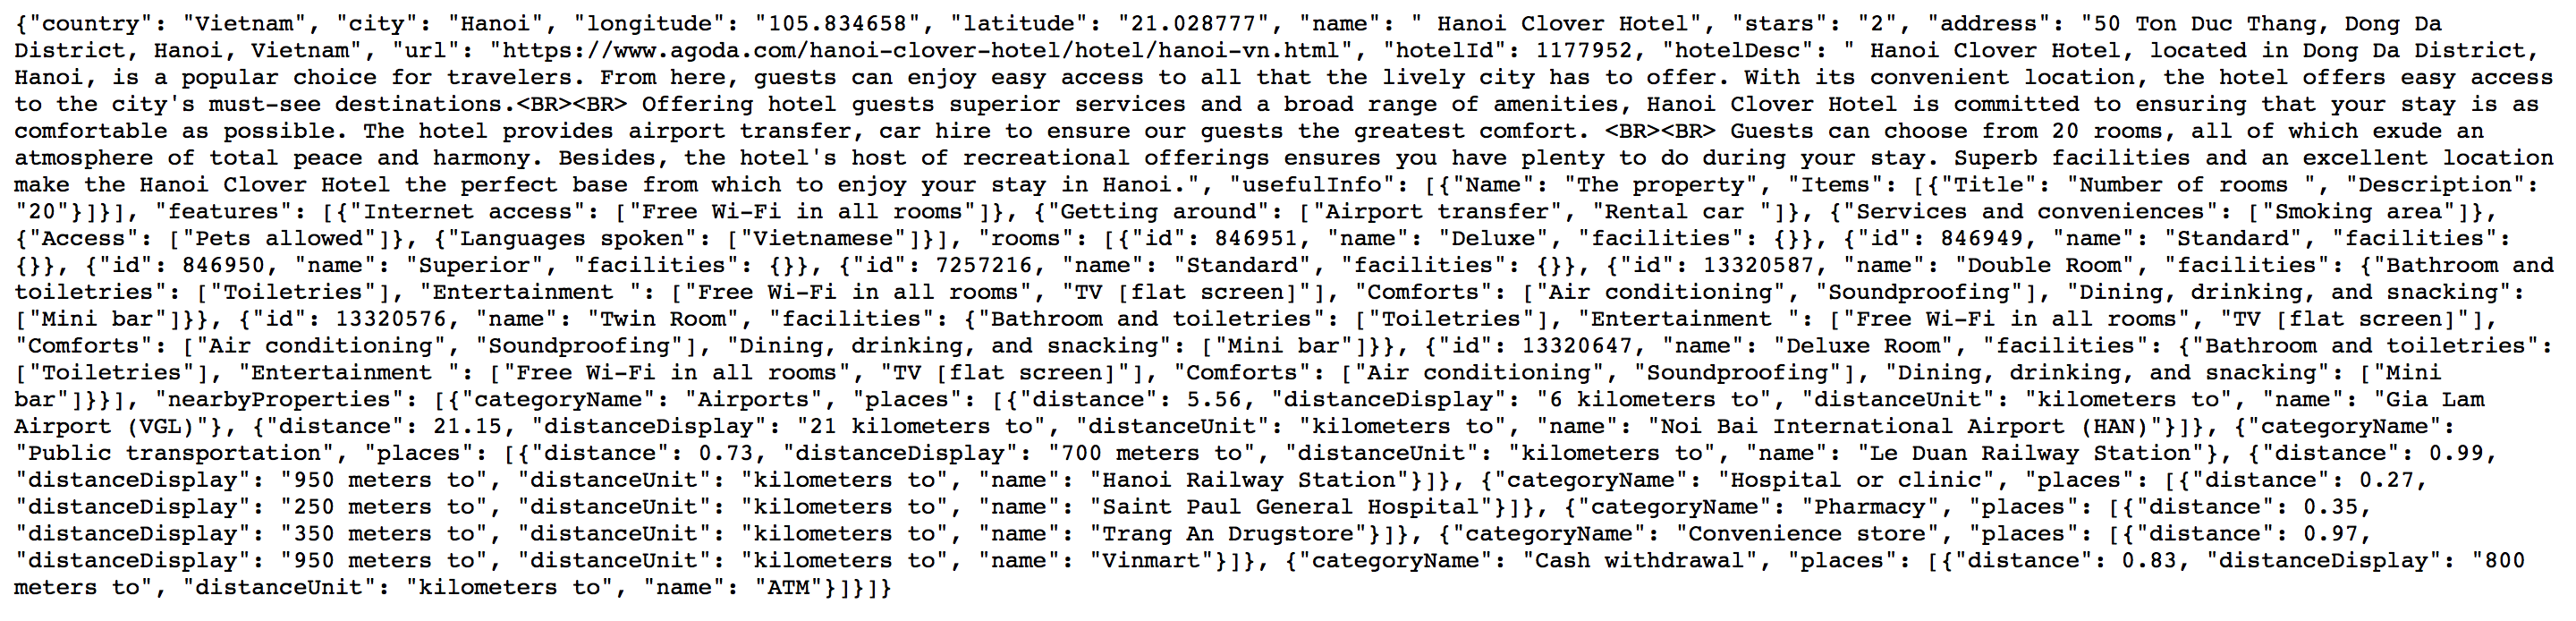 {"country": "Vietnam", "city": "Hanoi", "longitude": "105.834658", "latitude": "21.028777", "name": " Hanoi Clover Hotel", "stars": "2", "address": "50 Ton Duc Thang, Dong Da
District, Hanoi, Vietnam", "url": "https://www.agoda.com/hanoi-clover-hotel/hotel/hanoi-vn.html", "hotelId": 1177952, "hotelDesc": " Hanoi Clover Hotel, located in Dong Da District,
Hanoi, is a popular choice for travelers. From here, guests can enjoy easy access to all that the lively city has to offer. With its convenient location, the hotel offers easy access
to the city's must-see destinations.<BR><BR> Offering hotel guests superior services and a broad range of amenities, Hanoi Clover Hotel is committed to ensuring that your stay is as
comfortable as possible. The hotel provides airport transfer, car hire to ensure our guests the greatest comfort. <BR><BR> Guests can choose from 20 rooms, all of which exude an
atmosphere of total peace and harmony. Besides, the hotel's host of recreational offerings ensures you have plenty to do during your stay. Superb facilities and an excellent location
make the Hanoi Clover Hotel the perfect base from which to enjoy your stay in Hanoi.", "usefulInfo": [{"Name": "The property", "Items": [{"Title": "Number of rooms ", "Description":
"20"}]}], "features": [{"Internet access": ["Free Wi-Fi in all rooms"]}, {"Getting around": ["Airport transfer", "Rental car "]}, {"Services and conveniences": ["Smoking area"]},
{"Access": ["Pets allowed"]}, {"Languages spoken": ["Vietnamese"]}], "rooms": [{"id": 846951, "name": "Deluxe", "facilities": {}}, {"id": 846949, "name": "Standard", "facilities":
{}}, {"id": 846950, "name": "Superior", "facilities": {}}, {"id": 7257216, "name": "Standard", "facilities": {}}, {"id": 13320587, "name": "Double Room", "facilities": {"Bathroom and
toiletries": ["Toiletries"], "Entertainment ": ["Free Wi-Fi in all rooms", "TV [flat screen]"], "Comforts": ["Air conditioning", "Soundproofing"], "Dining, drinking, and snacking":
["Mini bar"]}}, {"id": 13320576, "name": "Twin Room", "facilities": {"Bathroom and toiletries": ["Toiletries"], "Entertainment ": ["Free Wi-Fi in all rooms", "TV [flat screen]"],
"Comforts": ["Air conditioning", "Soundproofing"], "Dining, drinking, and snacking": ["Mini bar"]}}, {"id": 13320647, "name": "Deluxe Room", "facilities": {"Bathroom and toiletries":
["Toiletries"], "Entertainment ": ["Free Wi-Fi in all rooms", "TV [flat screen]"], "Comforts": ["Air conditioning", "Soundproofing"], "Dining, drinking, and snacking": ["Mini
bar"]}}], "nearbyProperties": [{"categoryName": "Airports", "places": [{"distance": 5.56, "distanceDisplay": "6 kilometers to", "distanceUnit": "kilometers to", "name": "Gia Lam
Airport (VGL)"}, {"distance": 21.15, "distanceDisplay": "21 kilometers to", "distanceUnit": "kilometers to", "name": "Noi Bai International Airport (HAN)"}]}, {"categoryName":
"Public transportation", "places": [{"distance": 0.73, "distanceDisplay": "700 meters to", "distanceUnit": "kilometers to", "name": "Le Duan Railway Station"}, {"distance": 0.99,
"distanceDisplay": "950 meters to", "distanceUnit": "kilometers to", "name": "Hanoi Railway Station"}]}, {"categoryName": "Hospital or clinic", "places": [{"distance": 0.27,
"distanceDisplay": "250 meters to", "distanceUnit": "kilometers to", "name": "Saint Paul General Hospital"}]}, {"categoryName": "Pharmacy", "places": [{"distance": 0.35,
"distanceDisplay": "350 meters to", "distanceUnit": "kilometers to", "name": "Trang An Drugstore"}]}, {"categoryName": "Convenience store", "places": [{"distance": 0.97,
"distanceDisplay": "950 meters to", "distanceUnit": "kilometers to", "name": "Vinmart"}]}, {"categoryName": "Cash withdrawal", "places": [{"distance": 0.83, "distanceDisplay": "800
meters to", "distanceUnit": "kilometers to", "name": "ATM"}]}]}